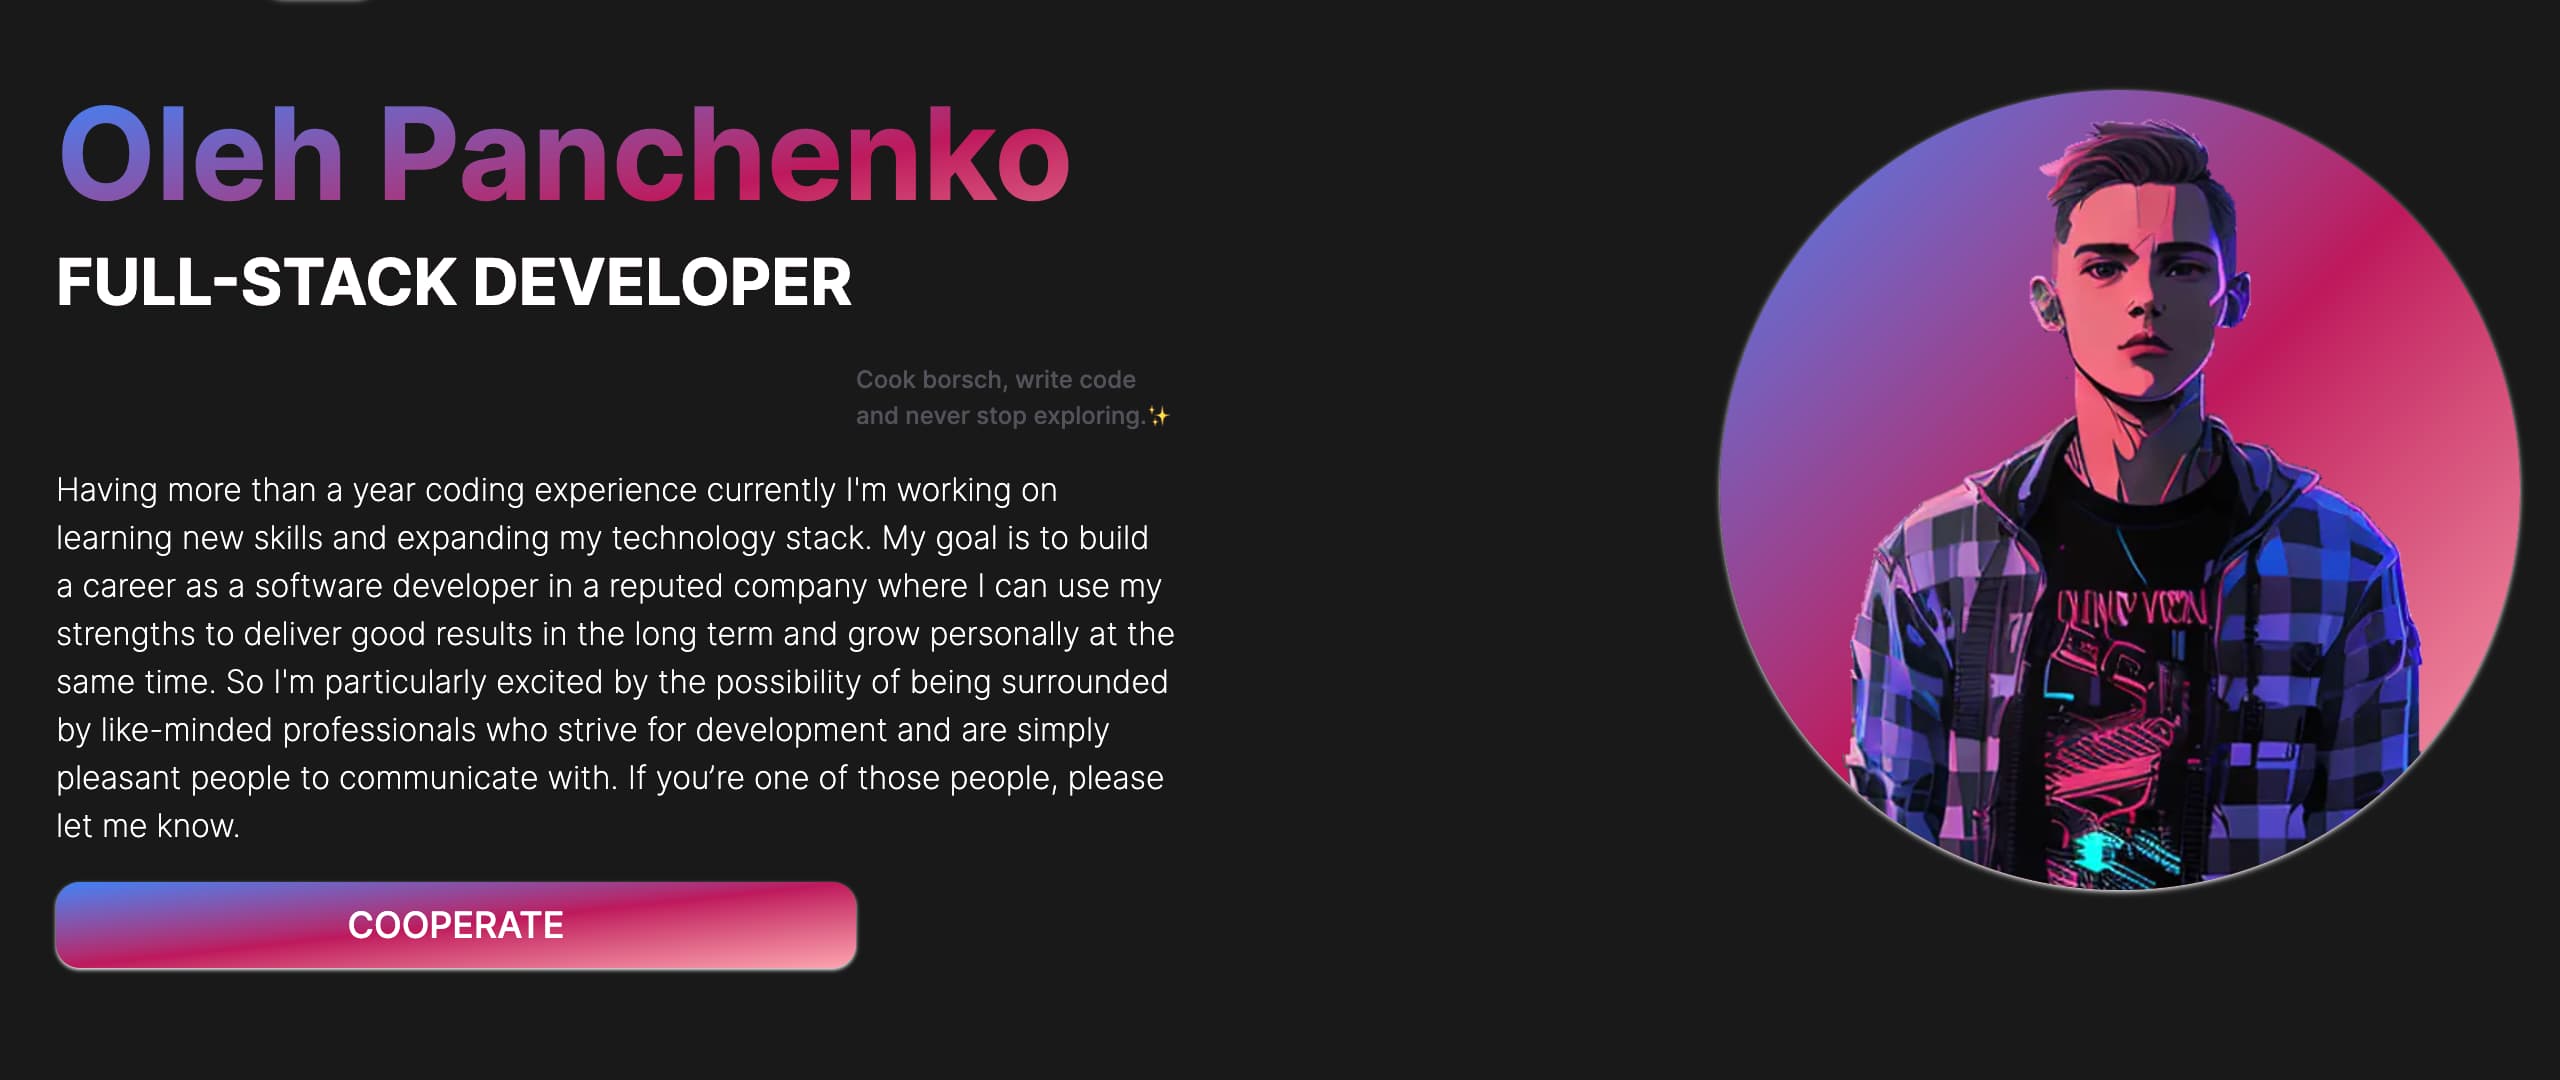 Oleh Panchenko
FULL-STACK DEVELOPER
Cook borsch, write code
and never stop exploring.✨
Having more than a year coding experience currently I'm working on
learning new skills and expanding my technology stack. My goal is to build
a career as a software developer in a reputed company where I can use my
strengths to deliver good results in the long term and grow personally at the
same time. So I'm particularly excited by the possibility of being surrounded
by like-minded professionals who strive for development and are simply
pleasant people to communicate with. If you’re one of those people, please
let me know.
COOPERATE